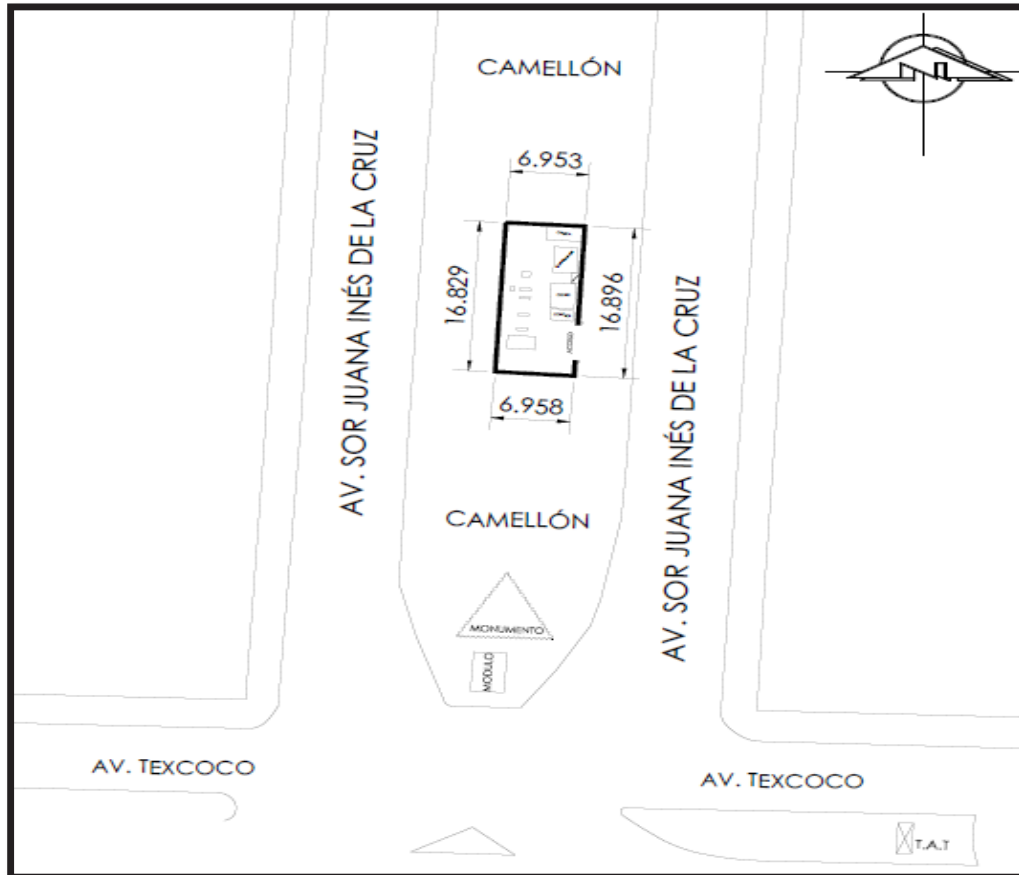 CAMELLÓN
6.953
AV. SOR JUANA INÉS DE LA CRUZ
16.829
16.896
AV. SOR JUANA INÉS DE LA CRUZ
ACCESO
6.958
CAMELLÓN
MONUMENTO
MODULO
AV. TEXCOCO
AV. TEXCOCO
T.A.T